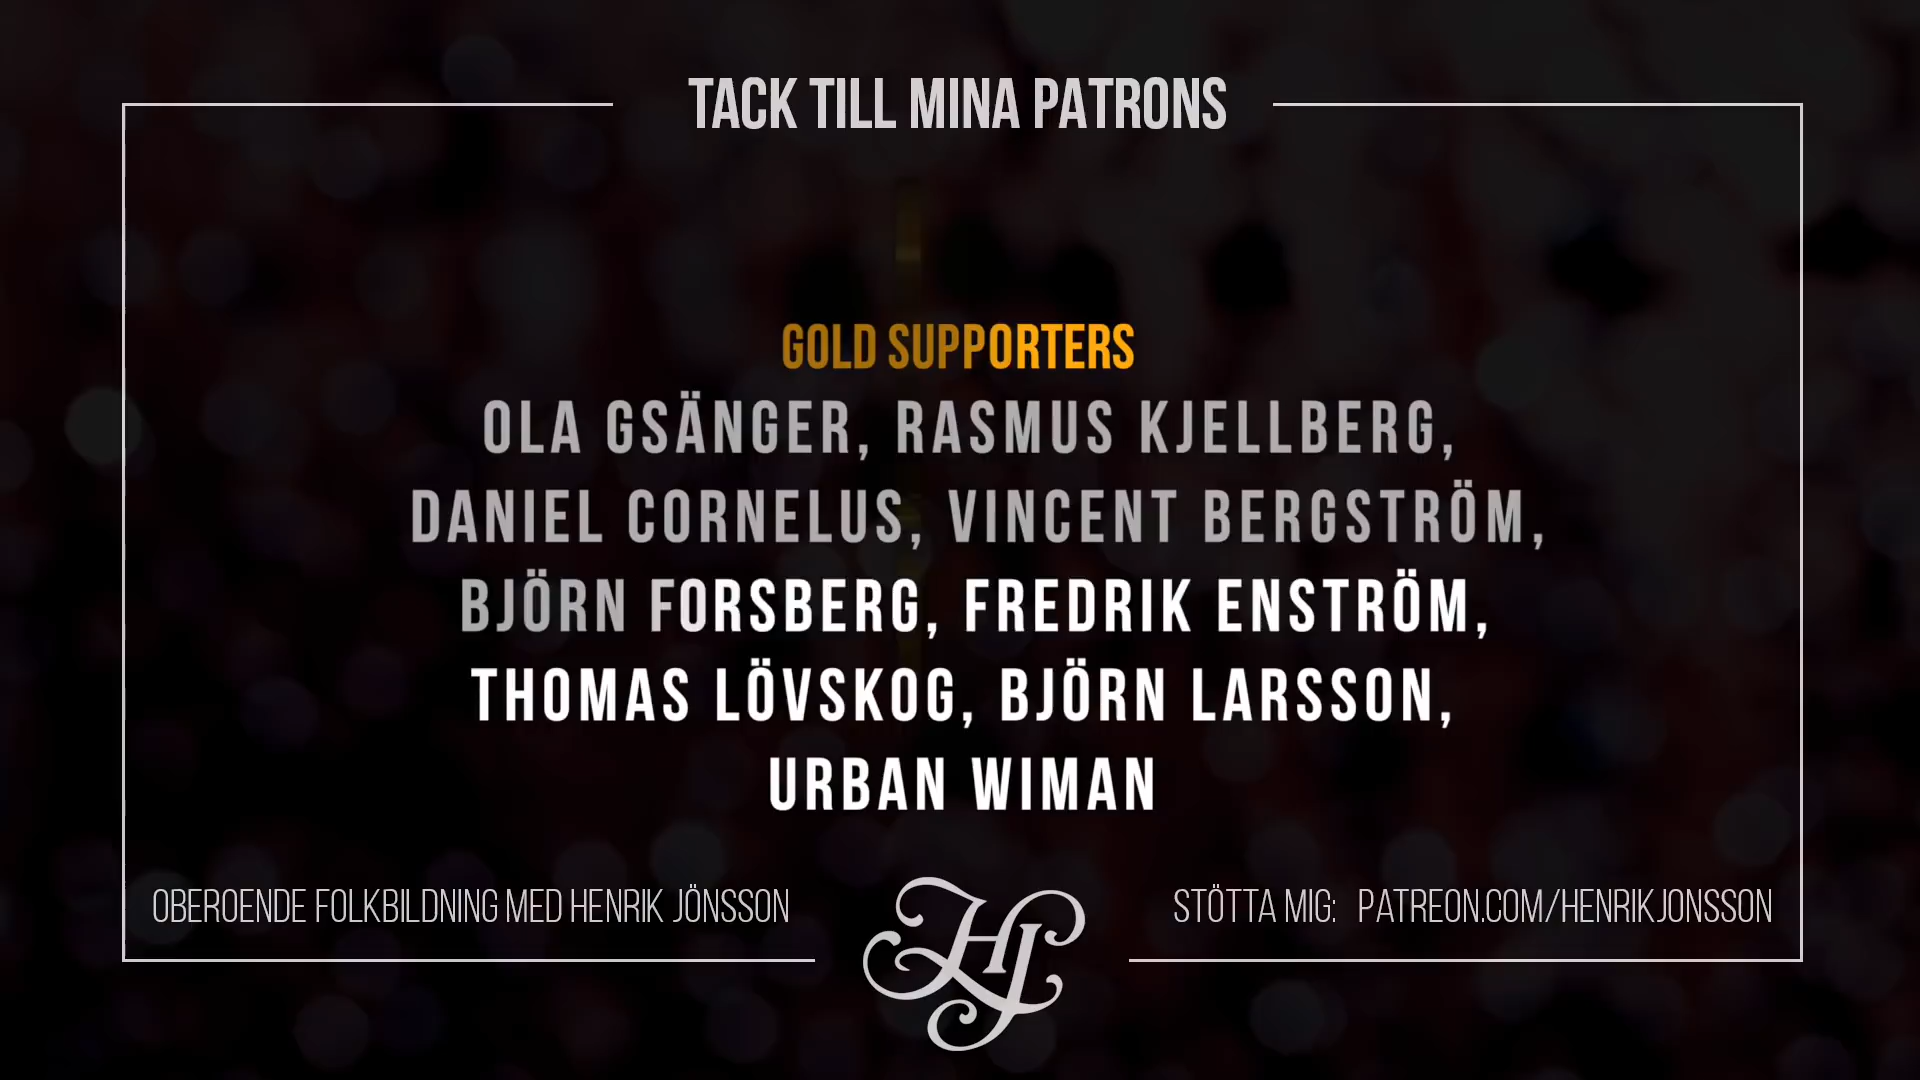 TACK TILL MINA PATRONS
GOLD SUPPORTERS
OLA GSÄNGER, RASMUS KJELLBERG,
DANIEL CORNELUS, VINCENT BERGSTRÖM,
BJÖRN FORSBERG, FREDRIK ENSTRÖM,
THOMAS LÖVSKOG, BJÖRN LARSSON,
URBAN WIMAN
OBEROENDE FOLKBILDNING MED HENRIK JÖNSSON
HJ
STÖTTA MIG: PATREON.COM/HENRIKJONSSON